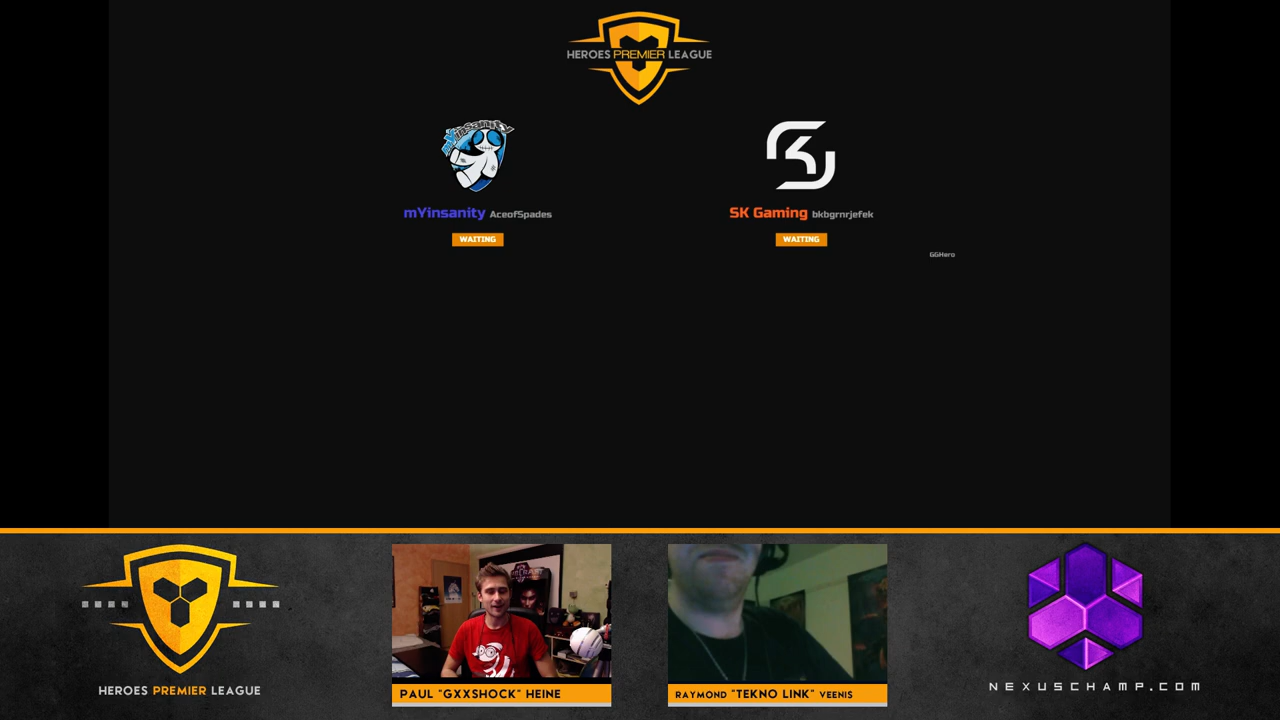 HEROES PREMIER LEAGUE
insanity
mYinsanity AceofSpades
SK Gaming bkbgrnrjefek
WAITING
WAITING
GGHero
HEROES PREMIER LEAGUE
PAUL "GXXSHOCK" HEINE
RAYMOND "TEKNO LINK" VEENIS
NEXUSCHAMP.COM